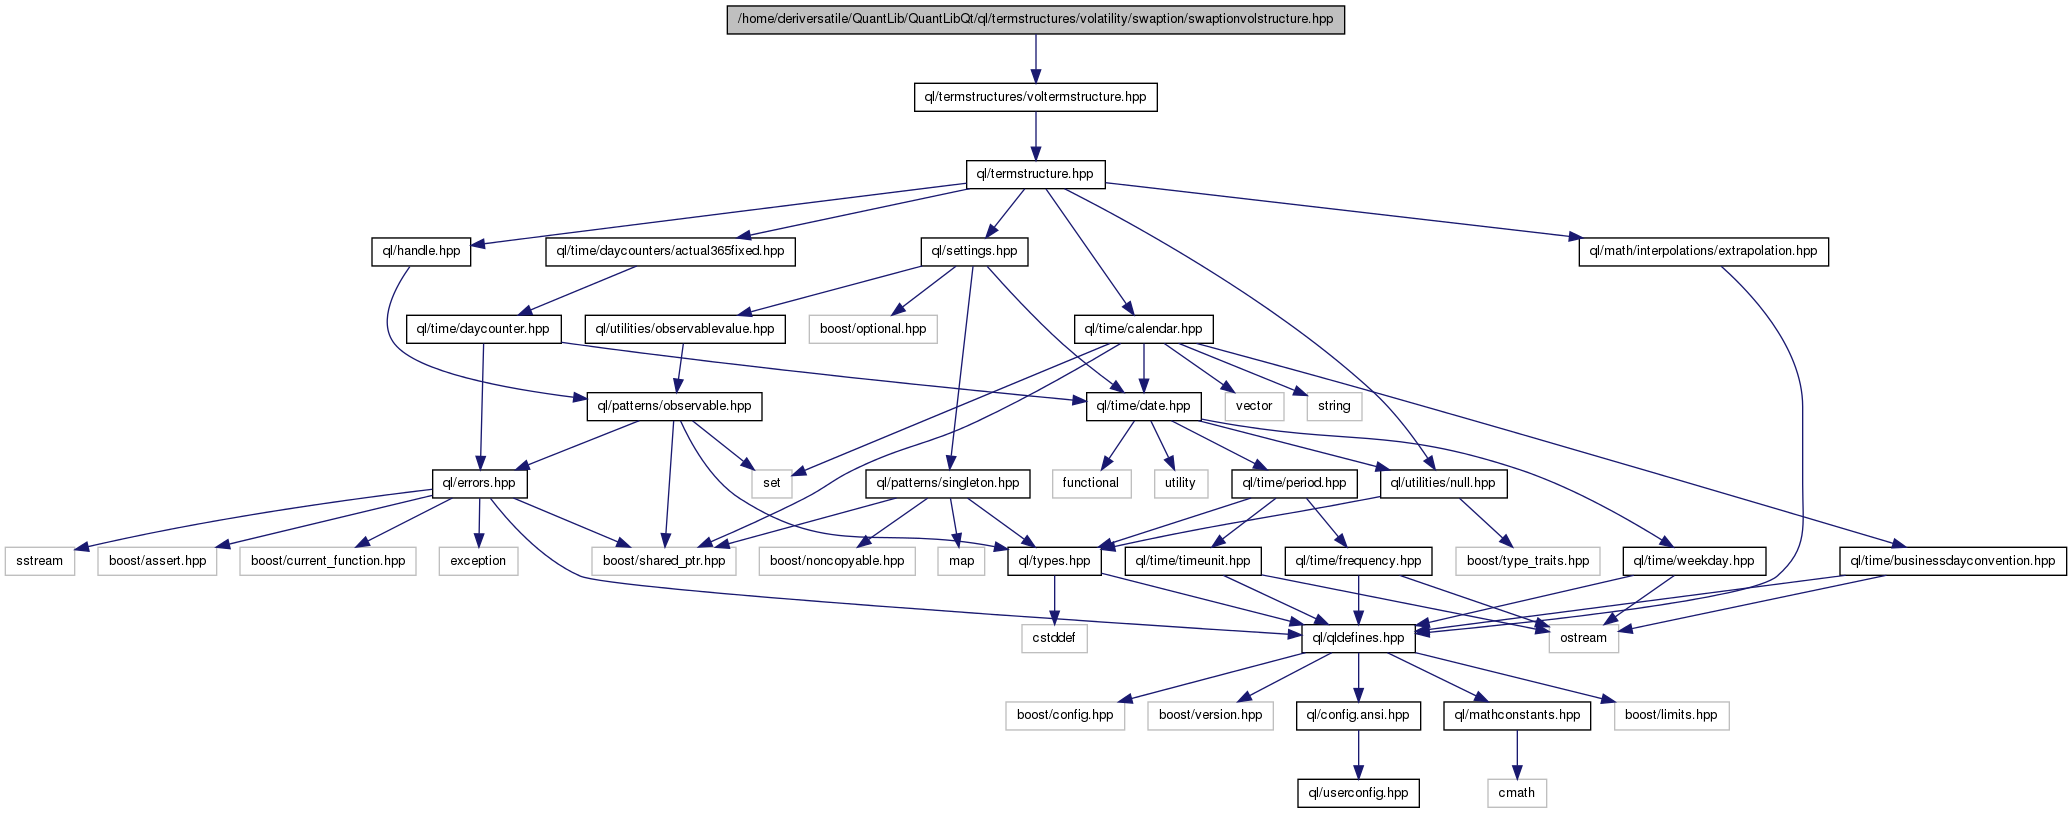 /home/deriversatile/QuantLib/QuantLibQt/ql/termstructures/volatility/swaption/swaptionvolstructure.hpp
ql/termstructures/voltermstructure.hpp
ql/termstructure.hpp
ql/handle.hpp
ql/time/daycounters/actual365fixed.hpp
ql/settings.hpp
ql/math/interpolations/extrapolation.hpp
ql/time/daycounter.hpp
ql/utilities/observablevalue.hpp
boost/optional.hpp
ql/time/calendar.hpp
ql/patterns/observable.hpp
ql/time/date.hpp
vector
string
ql/errors.hpp
set
ql/patterns/singleton.hpp
functional
utility
ql/time/period.hpp
ql/utilities/null.hpp
sstream
boost/assert.hpp
boost/current_function.hpp
exception
boost/shared_ptr.hpp
boost/noncopyable.hpp
map
ql/types.hpp
ql/time/timeunit.hpp
ql/time/frequency.hpp
boost/type_traits.hpp
ql/time/weekday.hpp
ql/time/businessdayconvention.hpp
cstddef
ql/qldefines.hpp
ostream
boost/config.hpp
boost/version.hpp
ql/config.ansi.hpp
ql/mathconstants.hpp
boost/limits.hpp
ql/userconfig.hpp
cmath